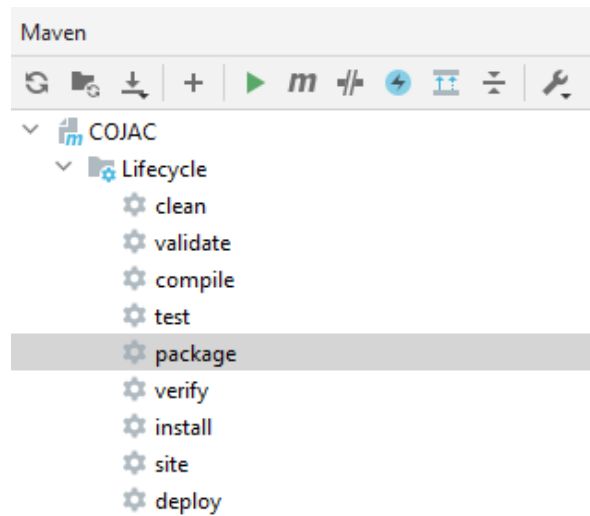 Maven
m
COJAC
Lifecycle
clean
validate
compile
test
package
verify
install
site
deploy